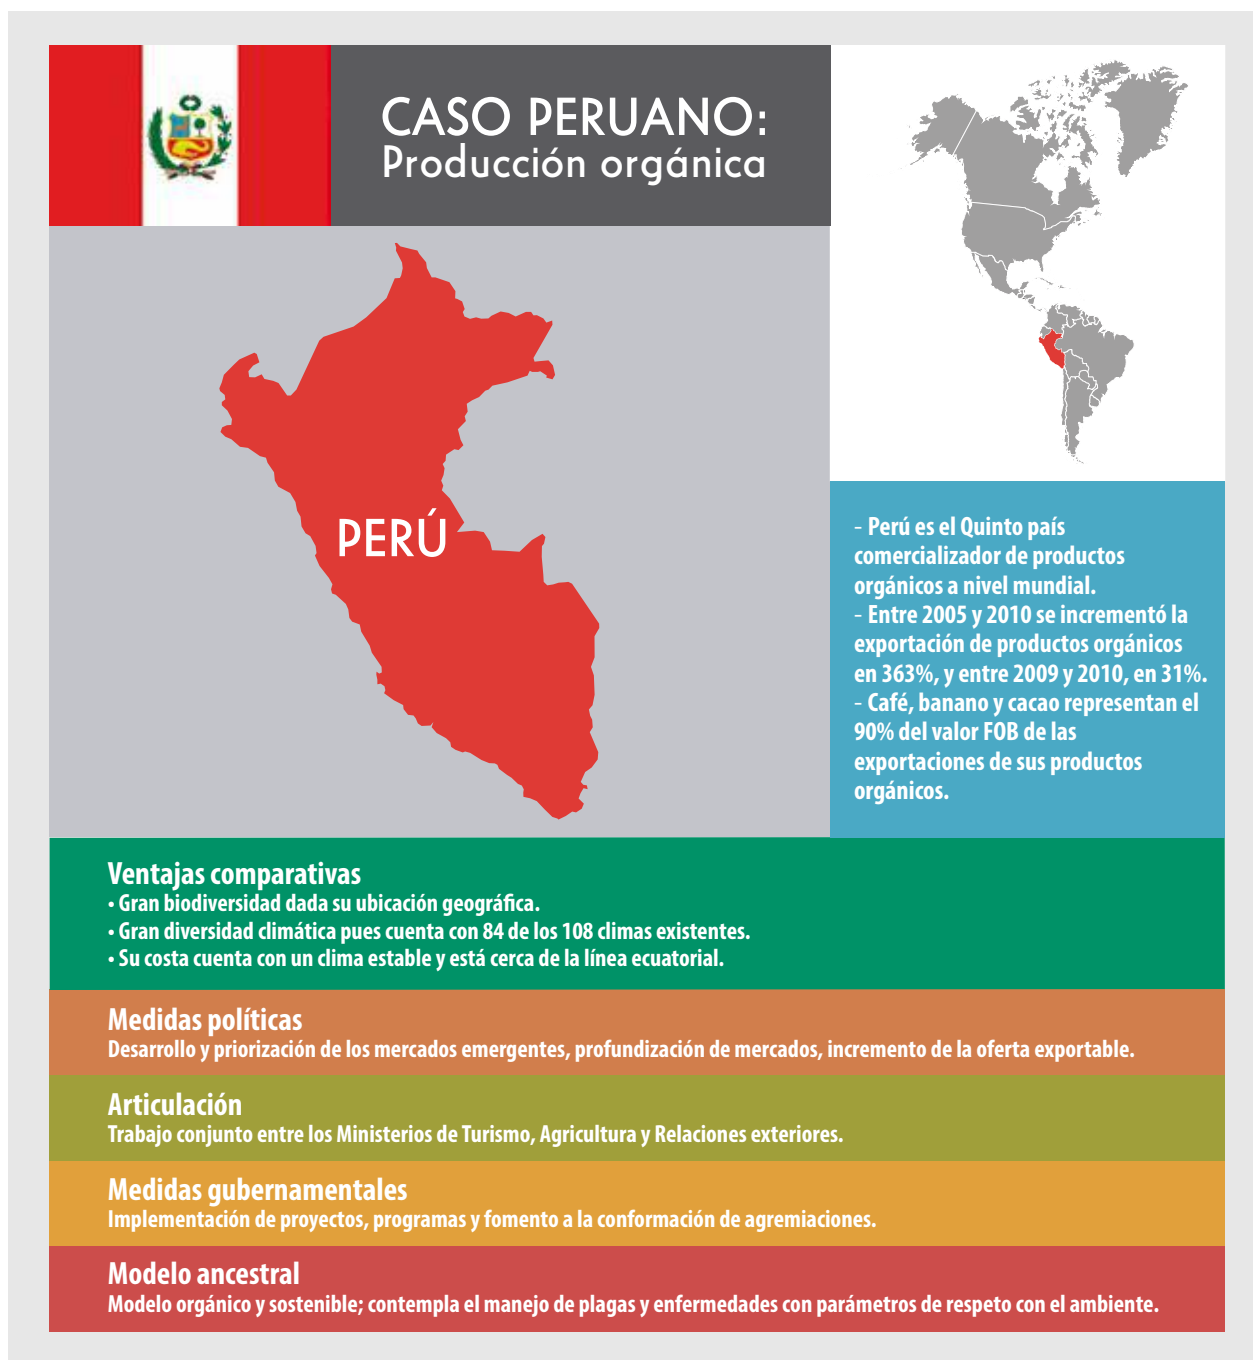 CASO PERUANO:
Producción orgánica
PERÚ
- Perú es el Quinto país
comercializador de productos
orgánicos a nivel mundial.
- Entre 2005 y 2010 se incrementó la
exportación de productos orgánicos
en 363%, y entre 2009 y 2010, en 31%.
- Café, banano y cacao representan el
90% del valor FOB de las
exportaciones de sus productos
orgánicos.
Ventajas comparativas
• Gran biodiversidad dada su ubicación geográfica.
• Gran diversidad climática pues cuenta con 84 de los 108 climas existentes.
• Su costa cuenta con un clima estable y está cerca de la línea ecuatorial.
Medidas políticas
Desarrollo y priorización de los mercados emergentes, profundización de mercados, incremento de la oferta exportable.
Articulación
Trabajo conjunto entre los Ministerios de Turismo, Agricultura y Relaciones exteriores.
Medidas gubernamentales
Implementación de proyectos, programas y fomento a la conformación de agremiaciones.
Modelo ancestral
Modelo orgánico y sostenible; contempla el manejo de plagas y enfermedades con parámetros de respeto con el ambiente.